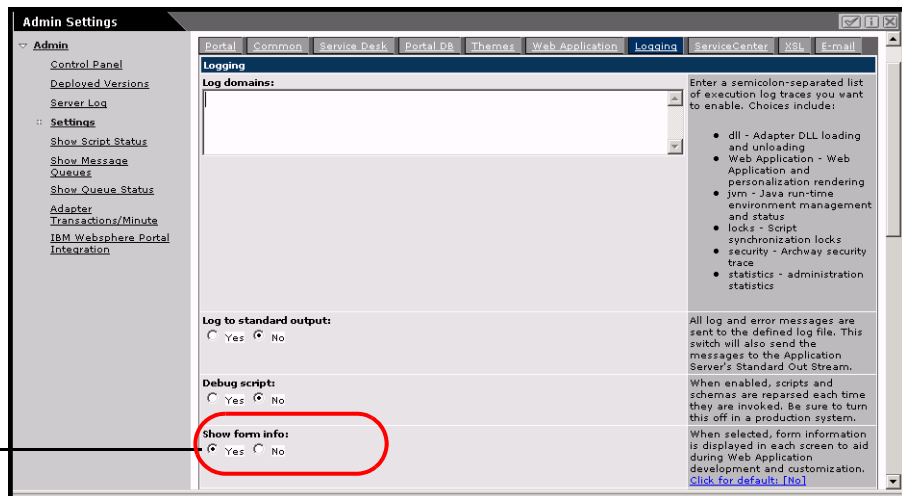 Admin Settings
Admin
Control Panel
Deployed Versions
Server Log
Settings
Show Script Status
Show Message
Queues
Show Queue Status
Adapter
Transactions/Minute
IBM Websphere Portal
Integration
Portal Common Service Desk Portal DB Themes Web Application Logging ServiceCenter XSL E-mail
Logging
Log domains:
Enter a semicolon-separated list
of execution log traces you want
to enable. Choices include:
• dll - Adapter DLL loading
and unloading
• Web Application - Web
Application and
personalization rendering
• jvm - Java run-time
environment management
and status
• locks - Script
synchronization locks
• security - Archway security
trace
• statistics - administration
statistics
Log to standard output:
Yes No
All log and error messages are
sent to the defined log file. This
switch will also send the
messages to the Application
Server's Standard Out Stream.
Debug script:
Yes No
When enabled, scripts and
schemas are reparsed each time
they are invoked. Be sure to turn
this off in a production system.
Show form info:
Yes No
When selected, form information
is displayed in each screen to aid
during Web Application
development and customization.
Click for default: [No]